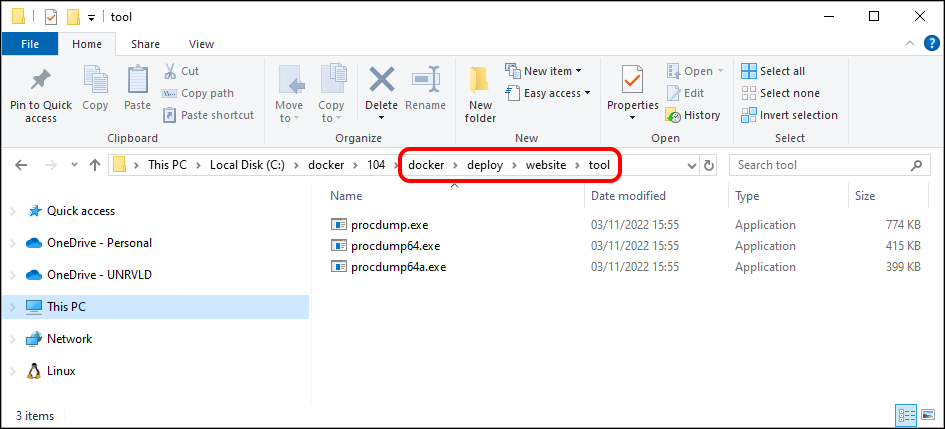 tool
File Home Share View
Pin to Quick access
Copy
Paste
Cut
Copy path
Paste shortcut
Clipboard
Move to
Copy to
Delete
Rename
Organize
New folder
New item
Easy access
New
Properties
Open
Edit
History
Open
Select all
Select none
Invert selection
Select
This PC Local Disk (C:) docker 104 docker deploy website tool
Search tool
Name Date modified Type Size
Quick access
OneDrive - Personal
OneDrive - UNRVLD
This PC
Network
Linux
procdump.exe 03/11/2022 15:55 Application 774 KB
procdump64.exe 03/11/2022 15:55 Application 415 KB
procdump64a.exe 03/11/2022 15:55 Application 399 KB
3 items